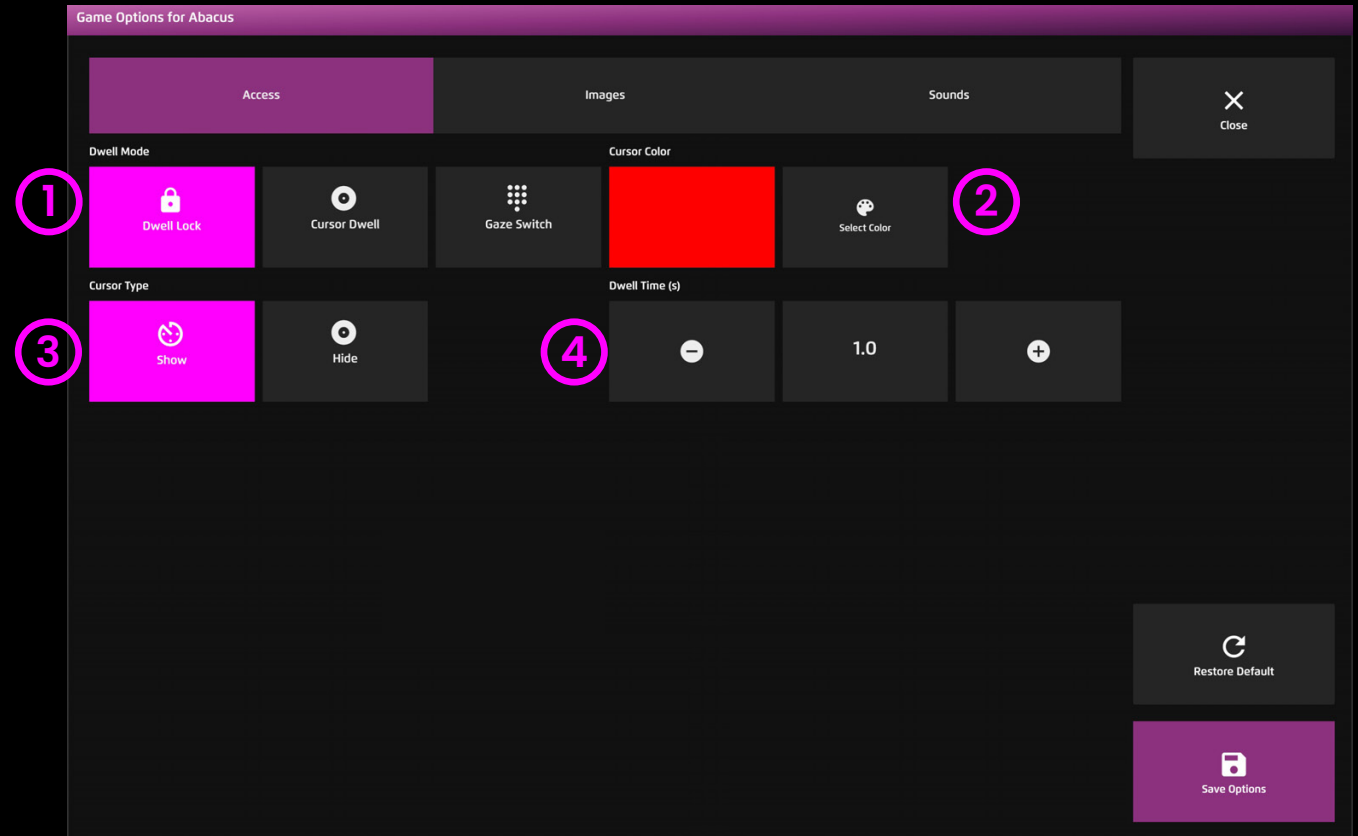 Game Options for Abacus
Access
Images
Sounds
Close
Dwell Mode
Cursor Color
1
Dwell Lock
Cursor Dwell
Gaze Switch
Select Color
2
Cursor Type
Dwell Time (s)
3
Show
Hide
4
1.0
Restore Default
Save Options